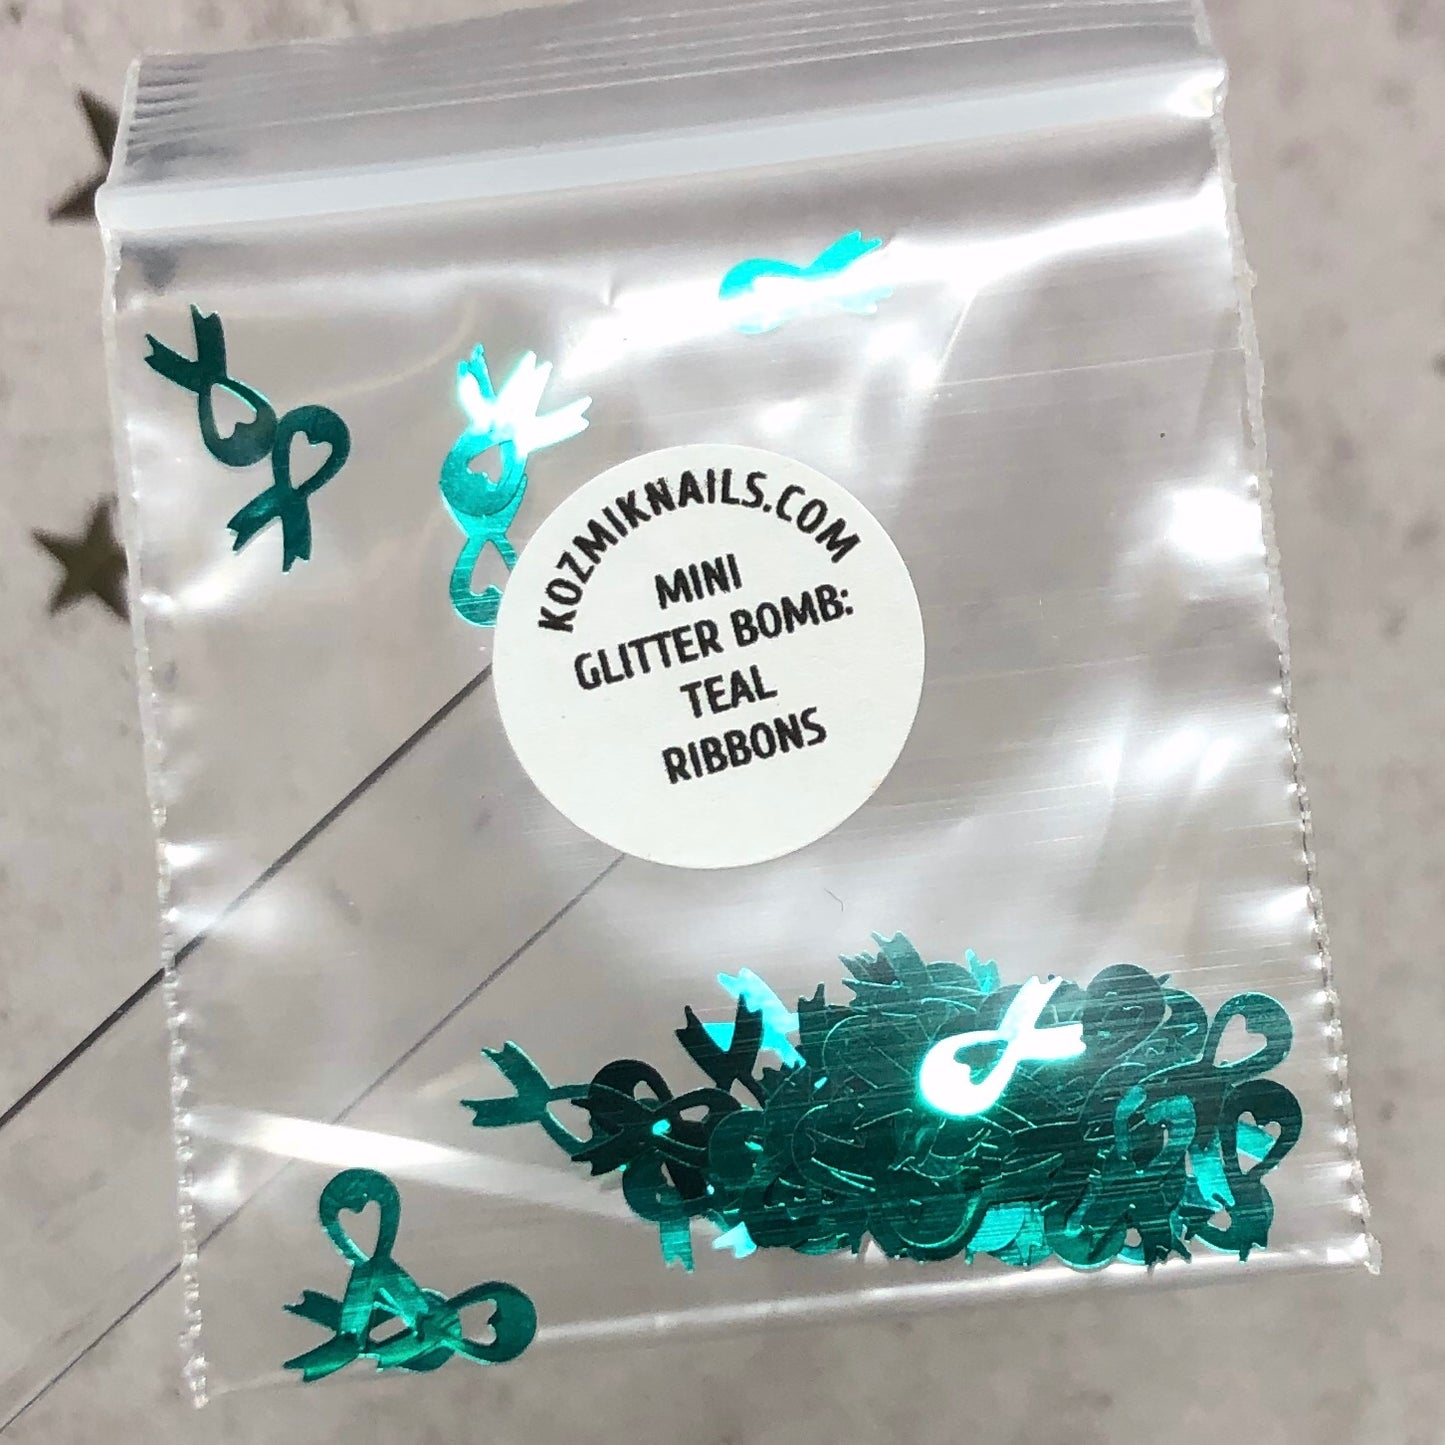 KOZMIKNAILS.COM
MINI
GLITTER BOMB:
TEAL
RIBBONS